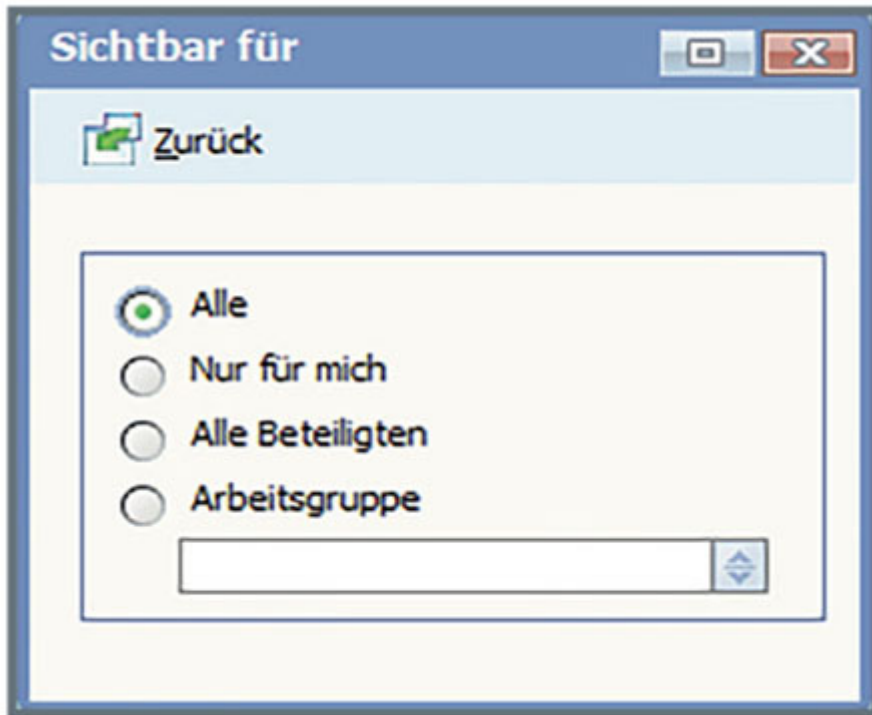 Sichtbar für
Zurück
Alle
Nur für mich
Alle Beteiligten
Arbeitsgruppe